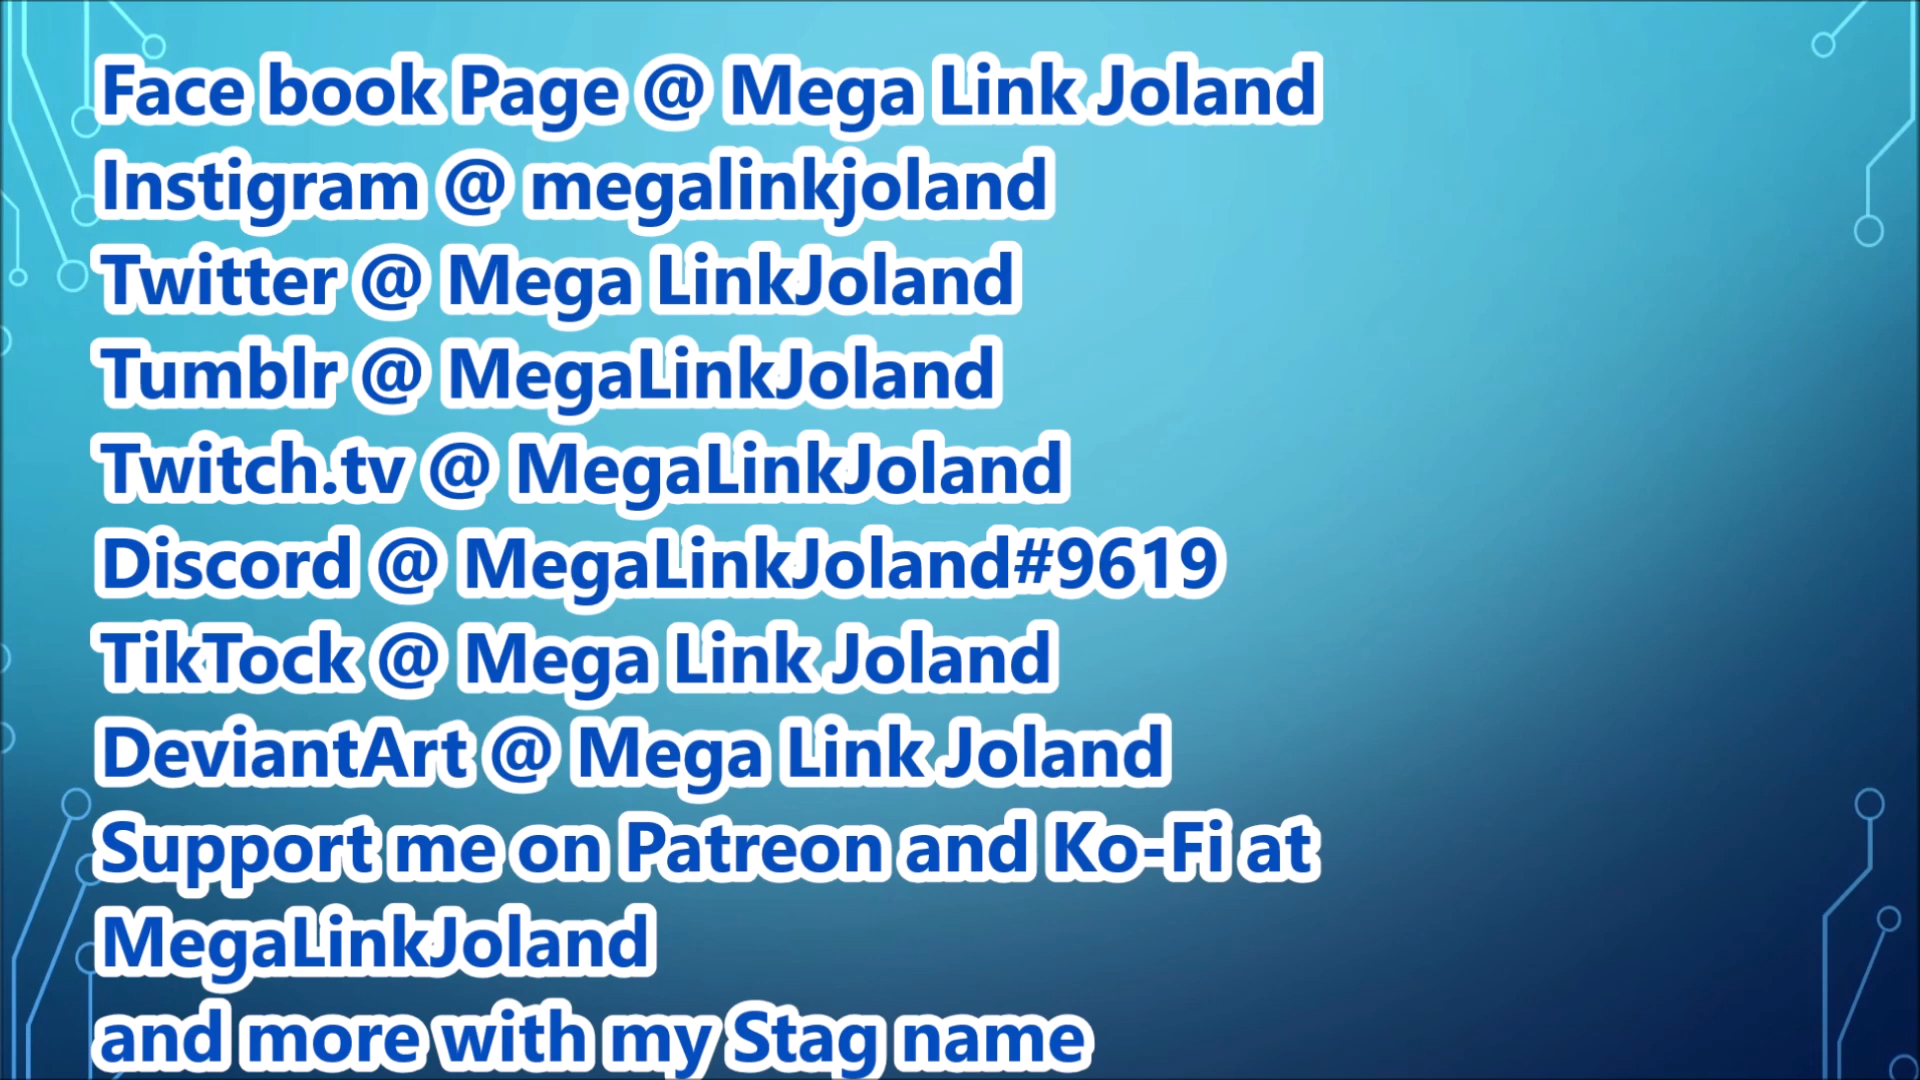 Face book Page @ Mega Link Joland
Instigram @ megalinkjoland
Twitter @ Mega LinkJoland
Tumblr @ MegaLinkJoland
Twitch.tv @ MegaLinkJoland
Discord @ MegaLinkJoland#9619
TikTock @ Mega Link Joland
DeviantArt @ Mega Link Joland
Support me on Patreon and Ko-Fi at
MegaLinkJoland
and more with my Stag name